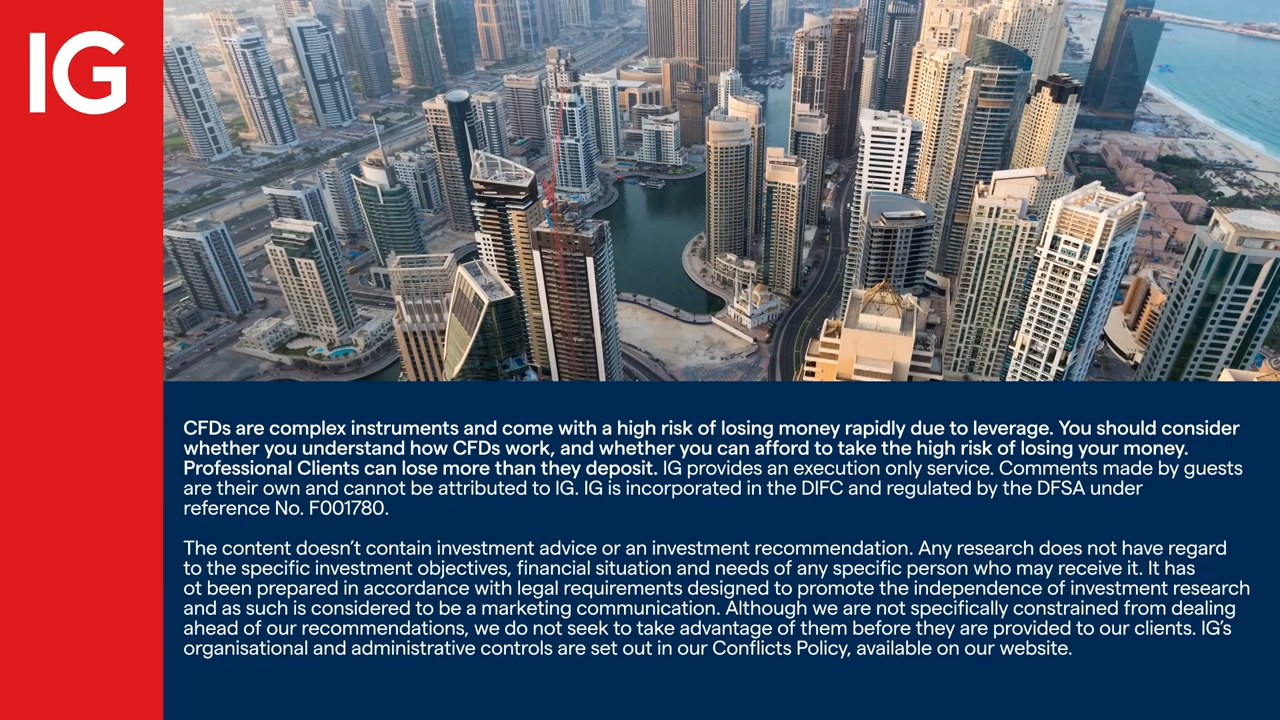 IG
CFDs are complex instruments and come with a high risk of losing money rapidly due to leverage. You should consider
whether you understand how CFDs work, and whether you can afford to take the high risk of losing your money.
Professional Clients can lose more than they deposit. IG provides an execution only service. Comments made by guests
are their own and cannot be attributed to IG. IG is incorporated in the DIFC and regulated by the DFSA under
reference No. F001780.
The content doesn’t contain investment advice or an investment recommendation. Any research does not have regard
to the specific investment objectives, financial situation and needs of any specific person who may receive it. It has
ot been prepared in accordance with legal requirements designed to promote the independence of investment research
and as such is considered to be a marketing communication. Although we are not specifically constrained from dealing
ahead of our recommendations, we do not seek to take advantage of them before they are provided to our clients. IG’s
organisational and administrative controls are set out in our Conflicts Policy, available on our website.